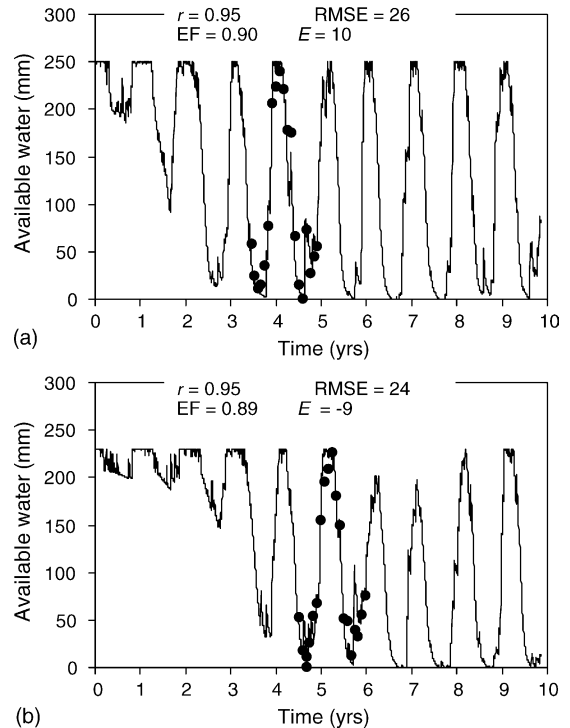 r = 0.95 RMSE = 26
EF = 0.90 E = 10
300
250
200
150
100
50
0
Available water (mm)
0 1 2 3 4 5 6 7 8 9 10
Time (yrs)
(a)
r = 0.95 RMSE = 24
EF = 0.89 E = -9
300
250
200
150
100
50
0
Available water (mm)
0 1 2 3 4 5 6 7 8 9 10
Time (yrs)
(b)